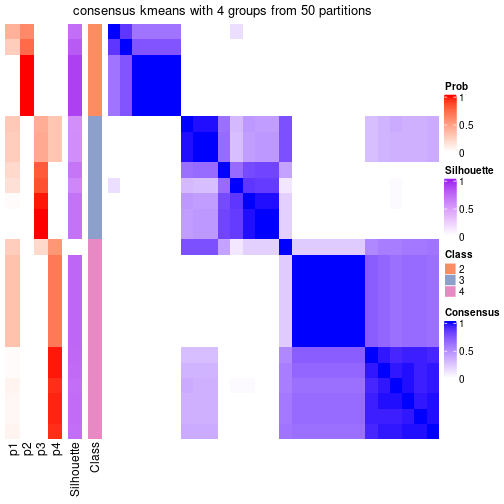 consensus kmeans with 4 groups from 50 partitions
Prob
1
0.5
0
Silhouette
1
0.5
0
Class
2
3
4
Consensus
1
0.5
0
p1
p2
p3
p4
Silhouette
Class